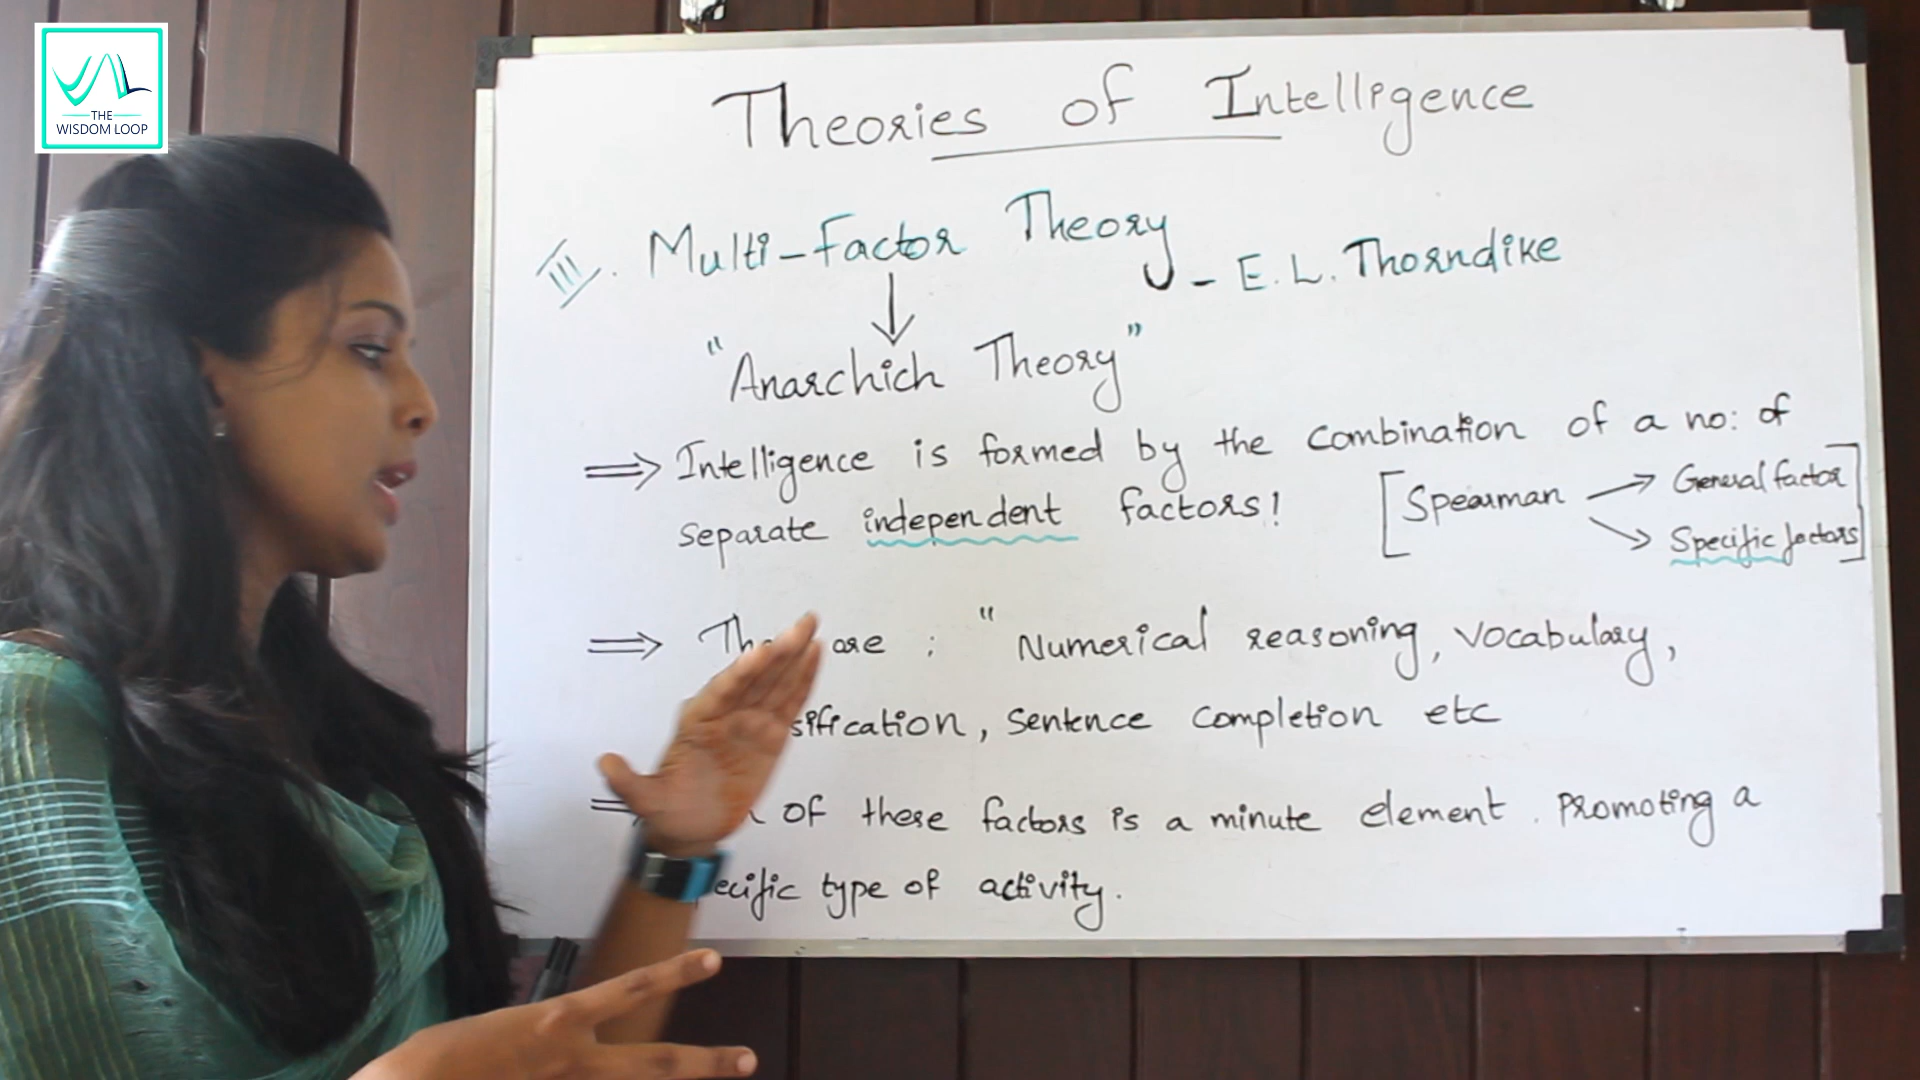 THE
WISDOM LOOP
Theories of Intelligence
III. Multi-Factor Theory - E. L. Thorndike
"Anarchich Theory"
⇒ Intelligence is formed by the combination of a no: of
separate independent factors!
[Spearman → General factor
→ Specific factors]
⇒ are : " Numerical reasoning, vocabulary,
sification, Sentence completion etc
of these factors is a minute element. Promoting a
ecific type of activity.